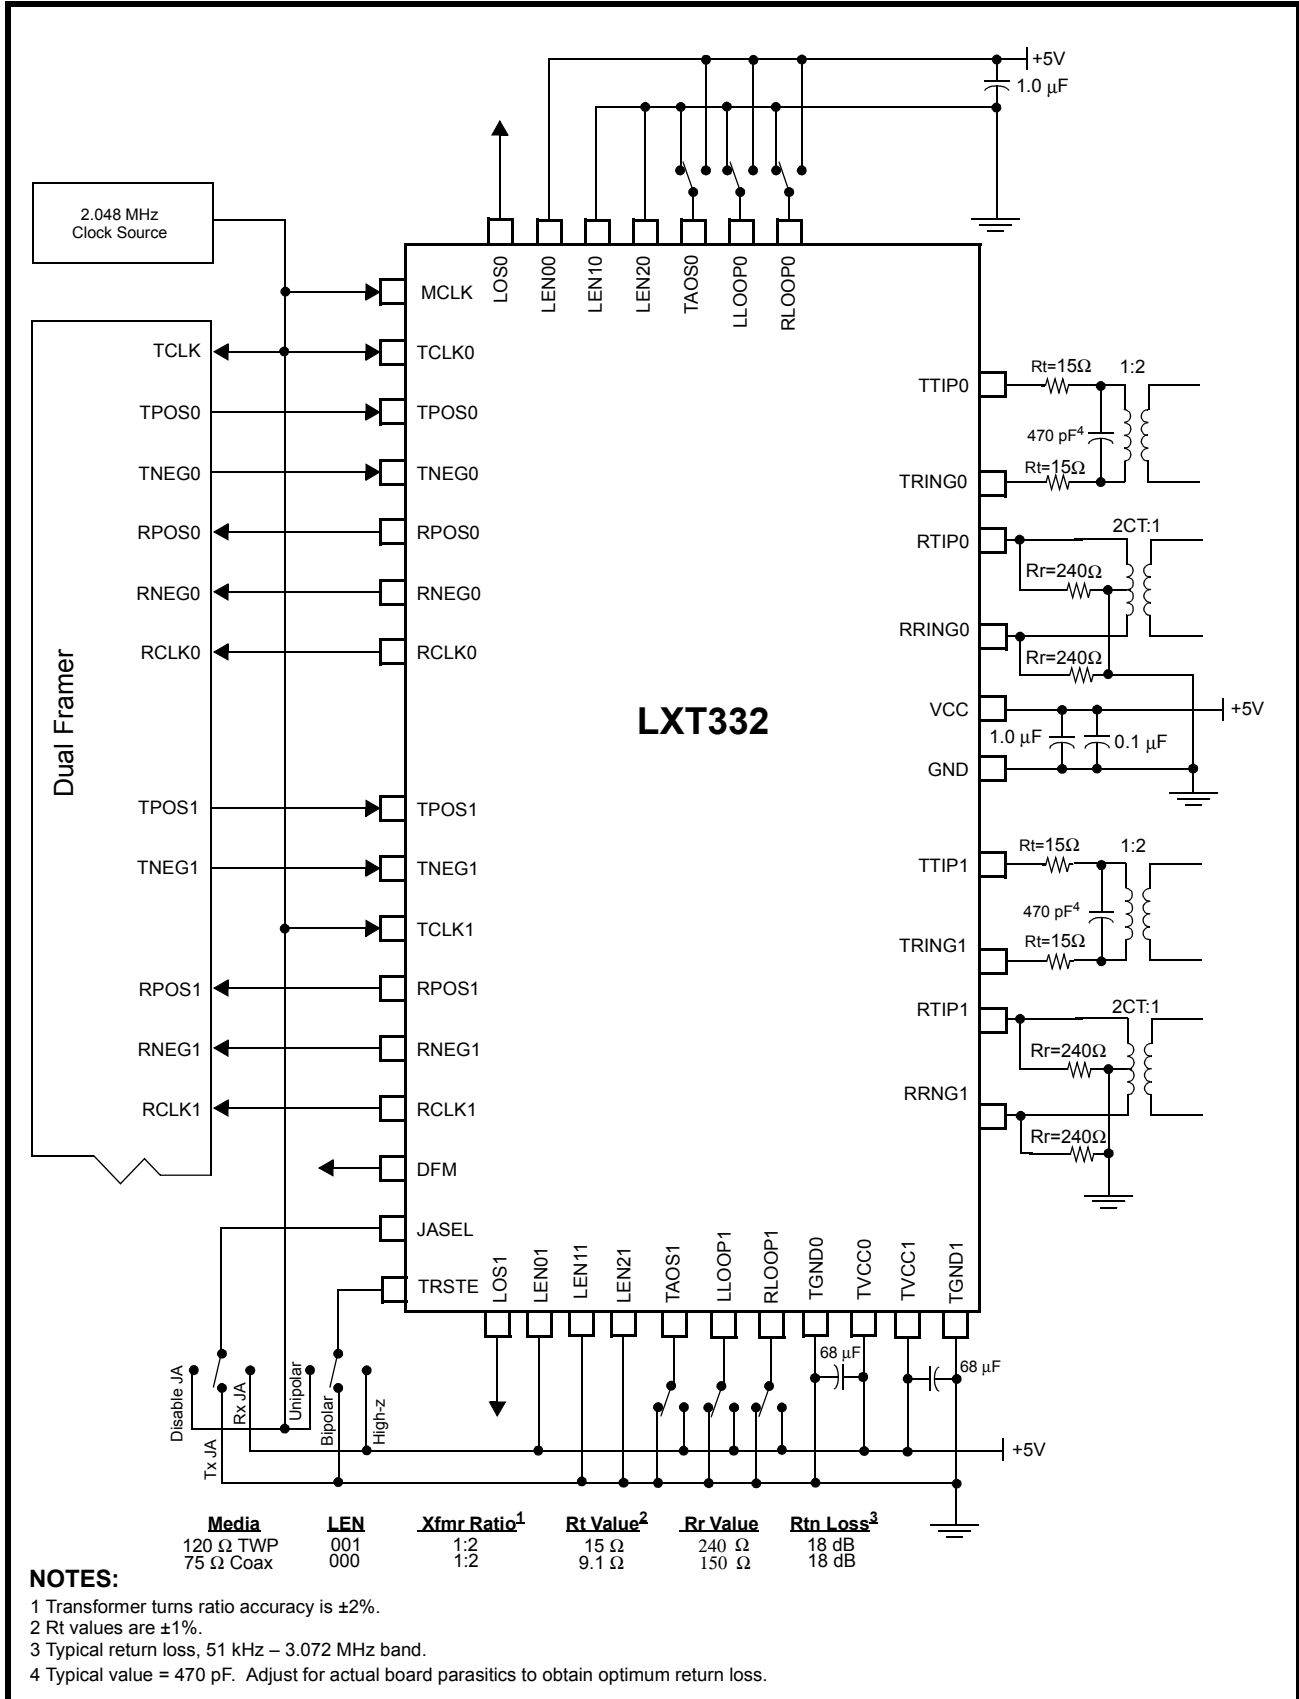 +5V
1.0 μF
2.048 MHz
Clock Source
LOS0
LEN00
LEN10
LEN20
TAOS0
LLOOP0
RLOOP0
Dual Framer
TCLK
TPOS0
TNEG0
RPOS0
RNEG0
RCLK0
TPOS1
TNEG1
RPOS1
RNEG1
RCLK1
MCLK
TCLK0
TPOS0
TNEG0
RPOS0
RNEG0
RCLK0
TPOS1
TNEG1
TCLK1
RPOS1
RNEG1
RCLK1
DFM
JASEL
TRSTE
LXT332
TTIP0
TRING0
RTIP0
RRING0
VCC
GND
TTIP1
TRING1
RTIP1
RRNG1
Rt=15Ω
1:2
470 pF4
Rt=15Ω
2CT:1
Rr=240Ω
Rr=240Ω
+5V
1.0 μF
0.1 μF
Rt=15Ω
1:2
470 pF4
Rt=15Ω
2CT:1
Rr=240Ω
Rr=240Ω
LOS1
LEN01
LEN11
LEN21
TAOS1
LLOOP1
RLOOP1
TGND0
TVCC0
TVCC1
TGND1
68 μF
68 μF
Disable JA
Tx JA
Rx JA
Unipolar
Bipolar
High-z
+5V
Media LEN Xfmr Ratio1 Rt Value2 Rr Value Rtn Loss3
120 Ω TWP 001 1:2 15 Ω 240 Ω 18 dB
75 Ω Coax 000 1:2 9.1 Ω 150 Ω 18 dB
NOTES:
1 Transformer turns ratio accuracy is ±2%.
2 Rt values are ±1%.
3 Typical return loss, 51 kHz – 3.072 MHz band.
4 Typical value = 470 pF. Adjust for actual board parasitics to obtain optimum return loss.